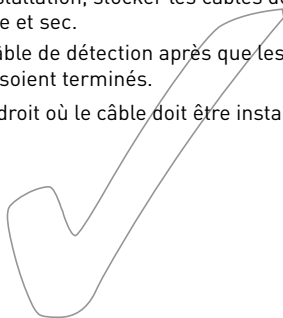 stallation, stocker les câbles de
e et sec.
âble de détection après que les
soient terminés.
droit où le câble doit être insta